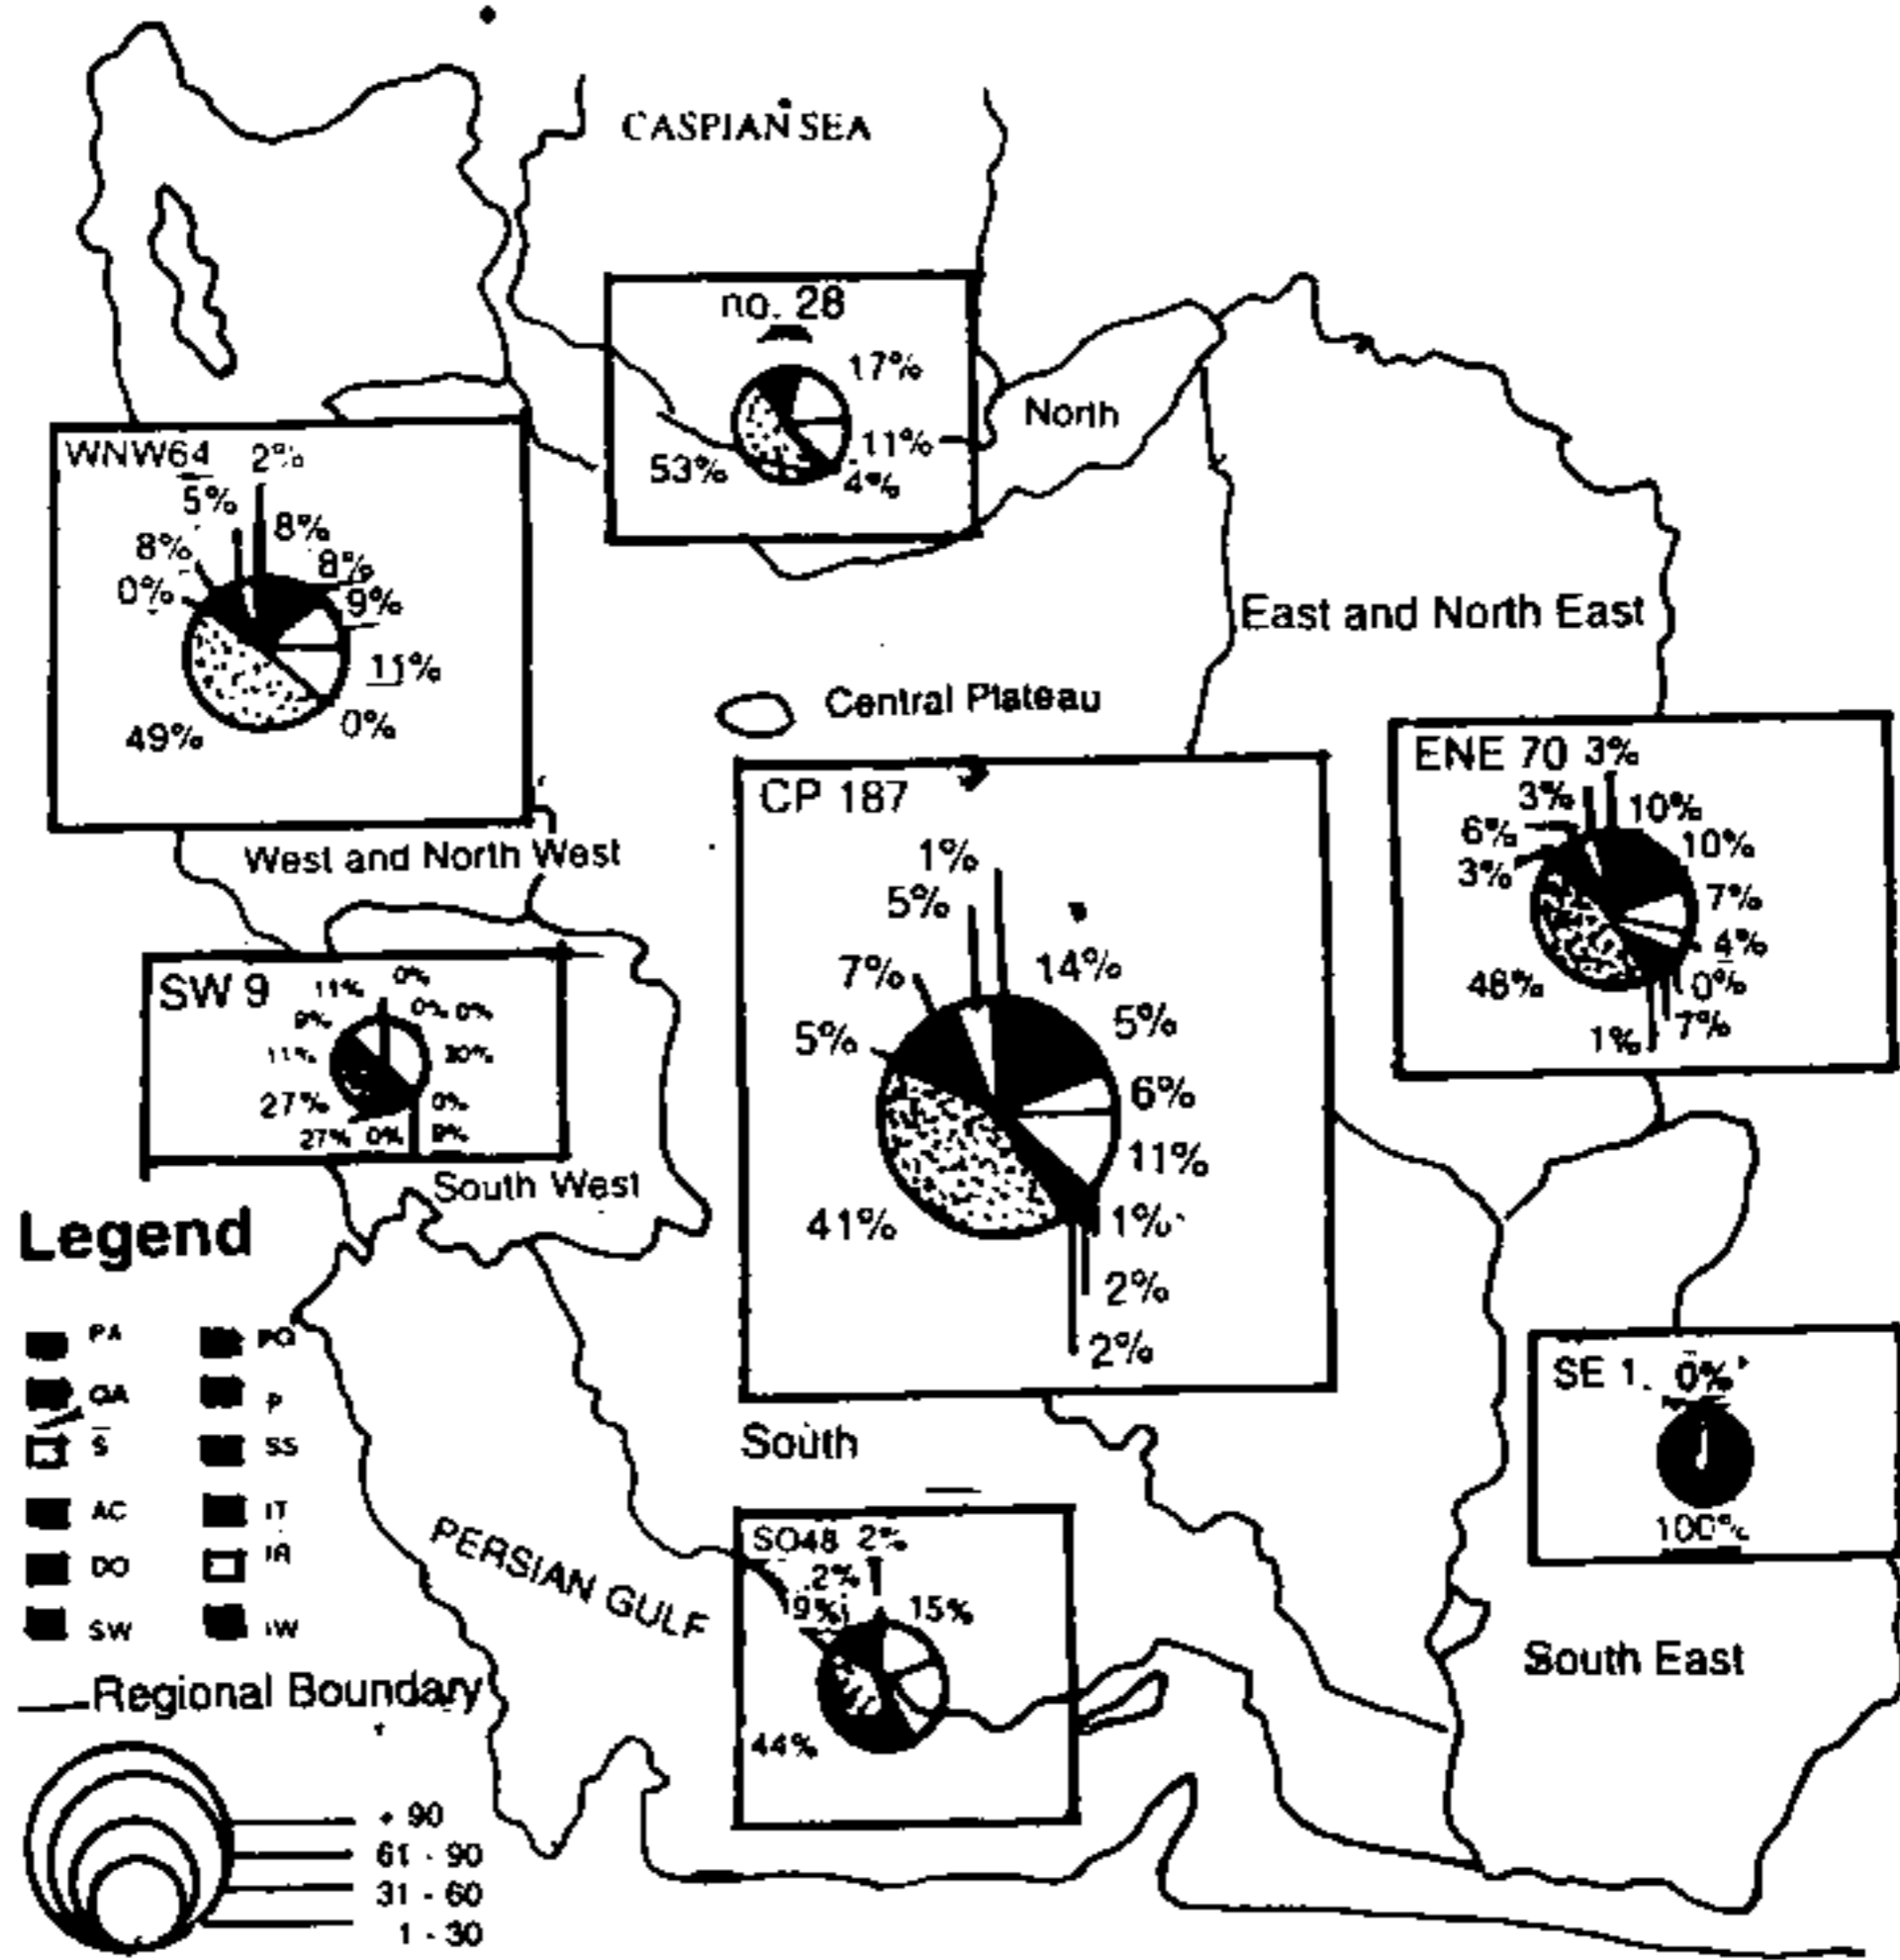 CASPIAN SEA
no. 28
17%
11%
4%
53%
North
WNW64
2%
5%
8%
8%
8%
0%
9%
11%
0%
49%
West and North West
East and North East
Central Plateau
CP 187
1%
5%
14%
7%
5%
5%
6%
11%
1%
41%
2%
2%
ENE 70 3%
3%
10%
6%
10%
3%
7%
4%
0%
7%
1%
SW 9
11%
0%
0% 0%
11%
27%
0%
27% 0%
South West
SE 1. 0%
100%
South East
South
SO48 2%
2%
15%
44%
PERSIAN GULF
Legend
PA
P
S
SS
AC
IT
DO
SW
IW
Regional Boundary
+ 90
61 - 90
31 - 60
1 - 30